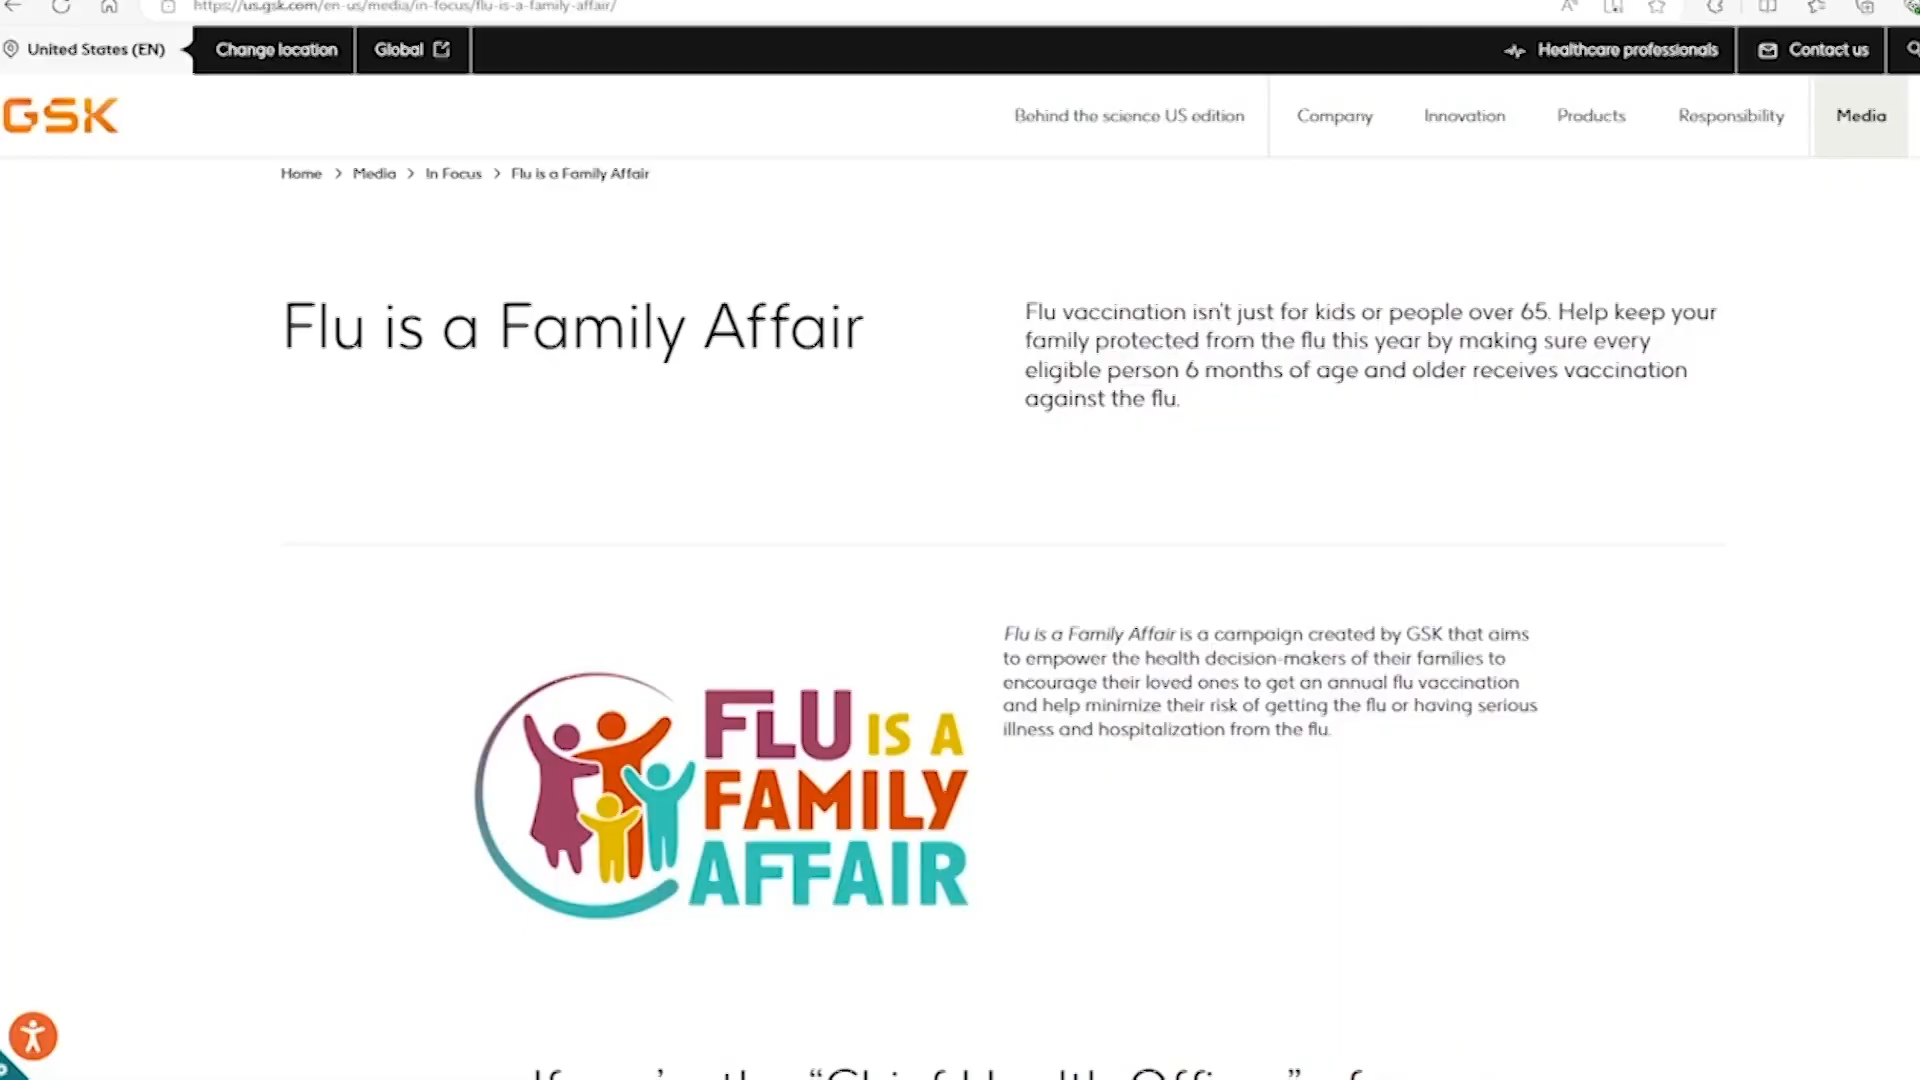 https://us.gsk.com/en-us/media/in-focus/flu-is-a-family-affair/
United States (EN)
Change location
Global
Healthcare professionals
Contact us
GSK
Behind the science US edition
Company
Innovation
Products
Responsibility
Media
Home > Media > In Focus > Flu is a Family Affair
Flu is a Family Affair
Flu vaccination isn't just for kids or people over 65. Help keep your
family protected from the flu this year by making sure every
eligible person 6 months of age and older receives vaccination
against the flu.
FLU IS A
FAMILY
AFFAIR
Flu is a Family Affair is a campaign created by GSK that aims
to empower the health decision-makers of their families to
encourage their loved ones to get an annual flu vaccination
and help minimize their risk of getting the flu or having serious
illness and hospitalization from the flu.
the "Chief Health Officer"